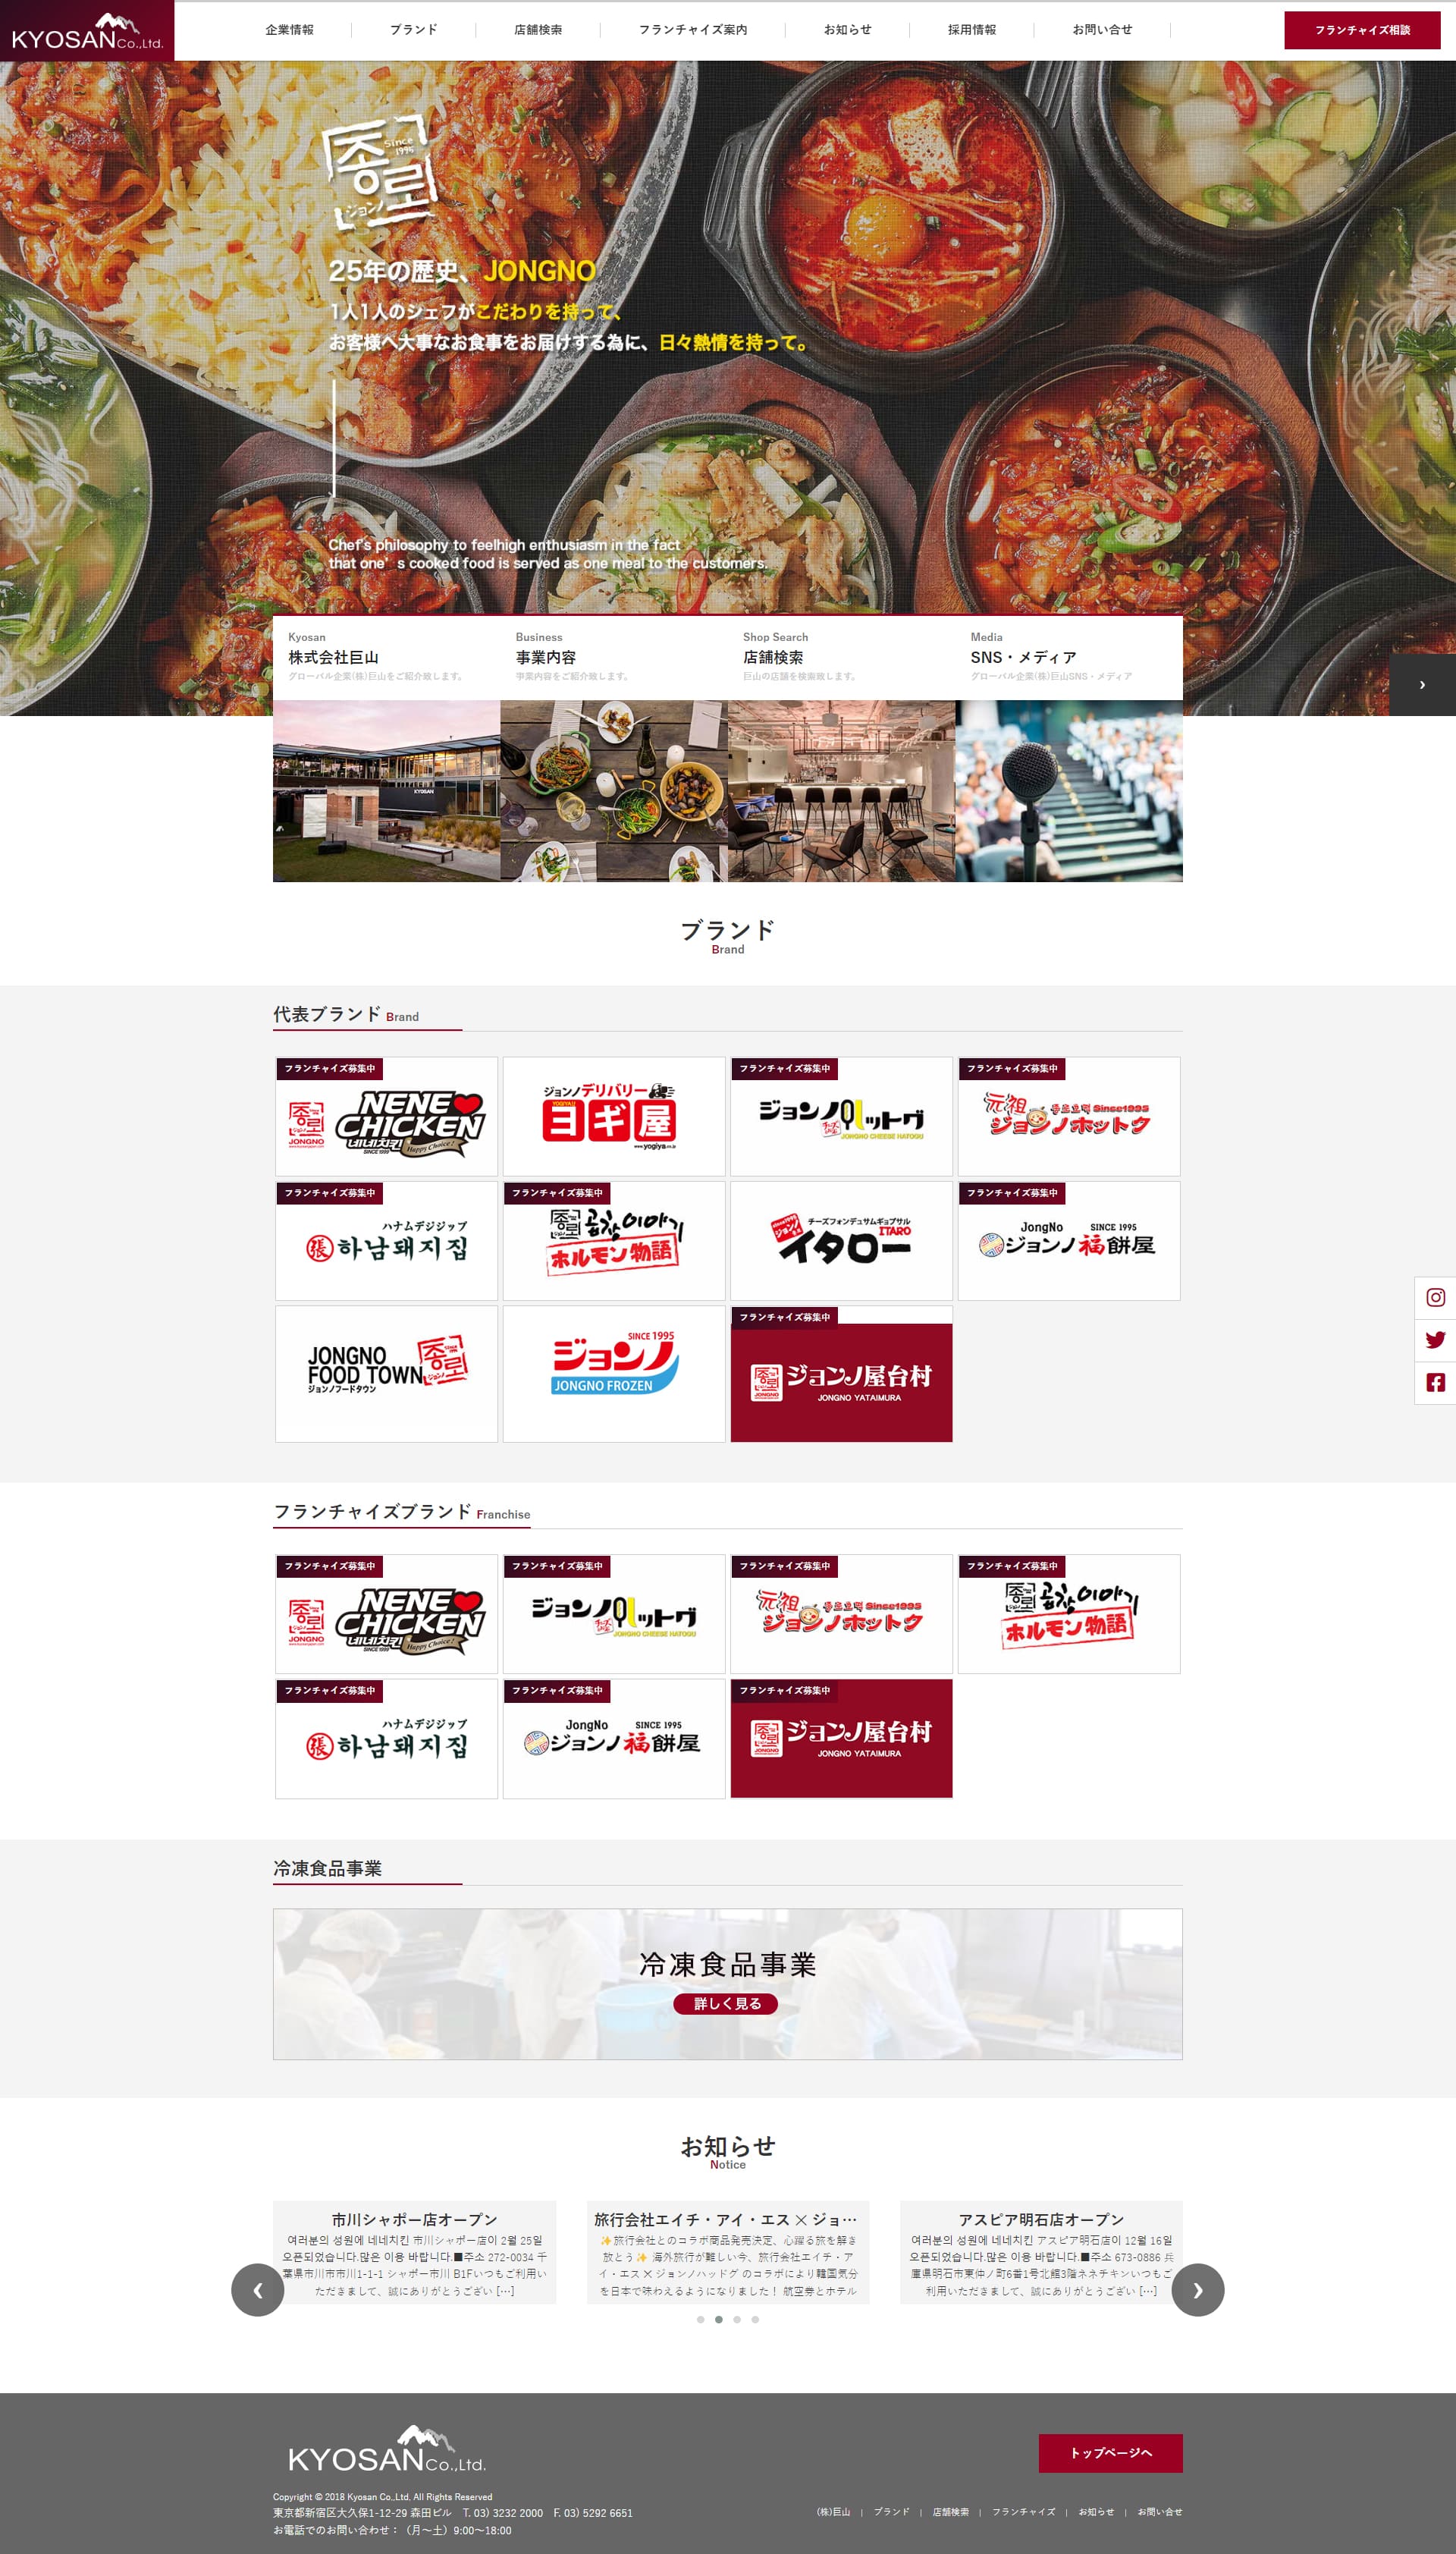 KYOSAN Co.,Ltd.
企業情報
ブランド
店舗検索
フランチャイズ案内
お知らせ
採用情報
お問い合せ
フランチャイズ相談
종로
Since 1995
ジョンノ
25年の歴史、JONGNO
1人1人のシェフがこだわりを持って、
お客様へ大事なお食事をお届けする為に、日々熱情を持って。
Chef's philosophy to feelhigh enthusiasm in the fact
that one's cooked food is served as one meal to the customers.
Kyosan
株式会社巨山
グローバル企業(株)巨山をご紹介致します。
Business
事業内容
事業内容をご紹介致します。
Shop Search
店舗検索
巨山の店舗を検索致します。
Media
SNS・メディア
グローバル企業(株)巨山SNS・メディア
KYOSAN
ブランド
Brand
代表ブランド Brand
フランチャイズ募集中
종로 JONGNO
NENE CHICKEN
네네치킨
SINCE 1999
Happy Choice!
ジョンノデリバリー
YOGIYA!!
ヨギ屋
www.yogiya.co.jp
フランチャイズ募集中
ジョンノハットグ
チーズ
JONGNO CHEESE HATOGU
フランチャイズ募集中
元祖 종로호떡 Since1995
ジョンノホットク
フランチャイズ募集中
ハナムデジジップ
張 하남돼지집
フランチャイズ募集中
종로 곱창이야기
ホルモン物語
チーズフォンデュサムギョプサル
イタロー ITARO
フランチャイズ募集中
JongNo SINCE 1995
ジョンノ福餅屋
JONGNO
FOOD TOWN
ジョンノフードタウン
종로
SINCE 1995
ジョンノ
JONGNO FROZEN
フランチャイズ募集中
종로 JONGNO
ジョンノ屋台村
JONGNO YATAIMURA
フランチャイズブランド Franchise
フランチャイズ募集中
종로 JONGNO
NENE CHICKEN
네네치킨
SINCE 1999
Happy Choice!
フランチャイズ募集中
ジョンノハットグ
チーズ
JONGNO CHEESE HATOGU
フランチャイズ募集中
元祖 종로호떡 Since1995
ジョンノホットク
フランチャイズ募集中
종로 곱창이야기
ホルモン物語
フランチャイズ募集中
ハナムデジジップ
張 하남돼지집
フランチャイズ募集中
JongNo SINCE 1995
ジョンノ福餅屋
フランチャイズ募集中
종로 JONGNO
ジョンノ屋台村
JONGNO YATAIMURA
冷凍食品事業
冷凍食品事業
詳しく見る
お知らせ
Notice
市川シャポー店オープン
여러분의 성원에 네네치킨 市川シャポー店이 2월 25일
오픈되었습니다.많은 이용 바랍니다.■주소 272-0034 千
葉県市川市市川1-1-1 シャポー市川 B1Fいつもご利用い
ただきまして、誠にありがとうござい […]
旅行会社エイチ・アイ・エス × ジョ…
✨旅行会社とのコラボ商品発売決定、心躍る旅を解き
放とう✨ 海外旅行が難しい今、旅行会社エイチ・ア
イ・エス × ジョンノハッドグ のコラボにより韓国気分
を日本で味わえるようになりました！ 航空券とホテル
アスピア明石店オープン
여러분의 성원에 네네치킨 アスピア明石店이 12월 16일
오픈되었습니다.많은 이용 바랍니다.■주소 673-0886 兵
庫県明石市東仲ノ町6番1号北館3階ネネチキンいつもご
利用いただきまして、誠にありがとうござい […]
KYOSAN Co.,Ltd.
トップページへ
Copyright © 2018 Kyosan Co.,Ltd, All Rights Reserved
東京都新宿区大久保1-12-29 森田ビル T. 03) 3232 2000 F. 03) 5292 6651
お電話でのお問い合わせ：（月〜土）9:00〜18:00
(株)巨山 | ブランド | 店舗検索 | フランチャイズ | お知らせ | お問い合せ